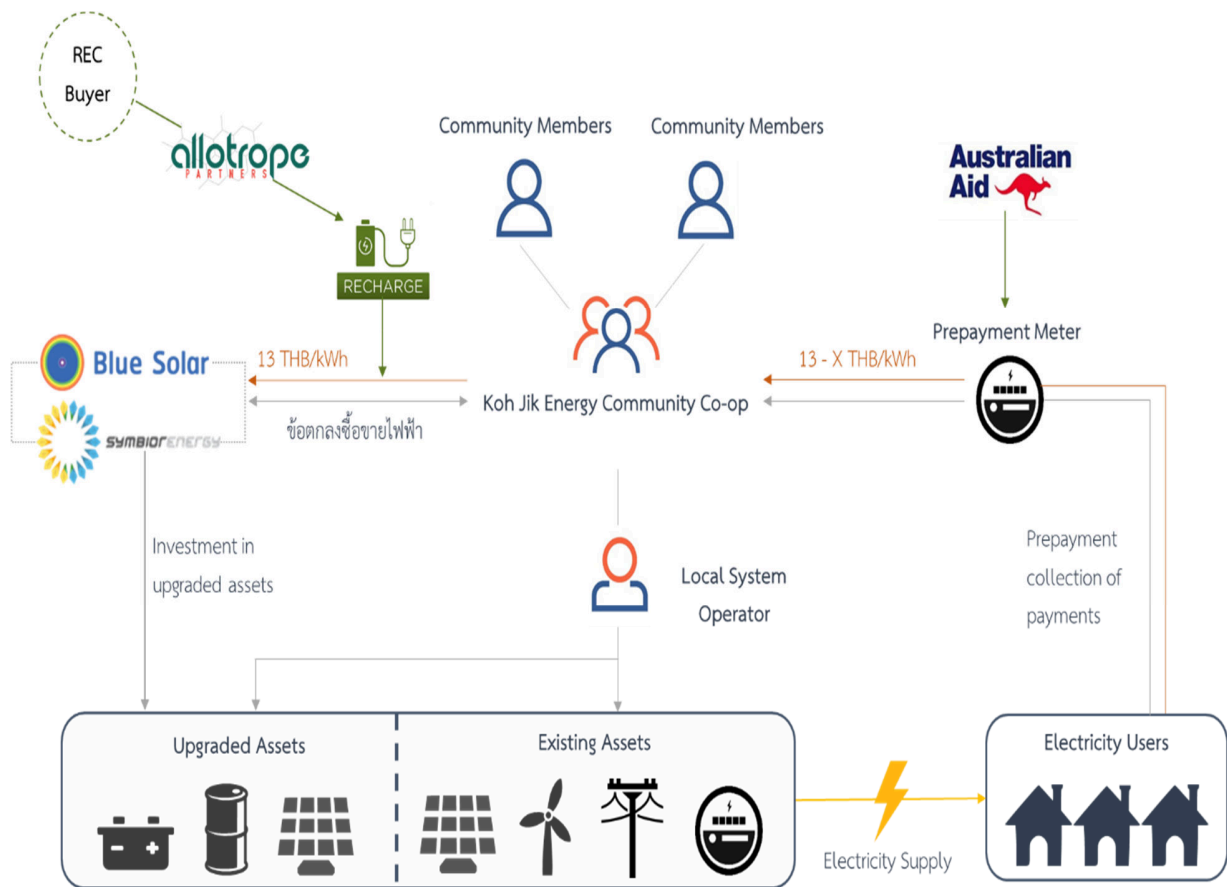 REC
Buyer
allotrope
PARTNERS
Community Members
Community Members
Australian
Aid
RECHARGE
Prepayment Meter
Blue Solar
13 THB/kWh
13 - X THB/kWh
SYMBIOR ENERGY
ข้อตกลงซื้อขายไฟฟ้า
Koh Jik Energy Community Co-op
Investment in
upgraded assets
Local System
Operator
Prepayment
collection of
payments
Upgraded Assets
Existing Assets
Electricity Users
Electricity Supply